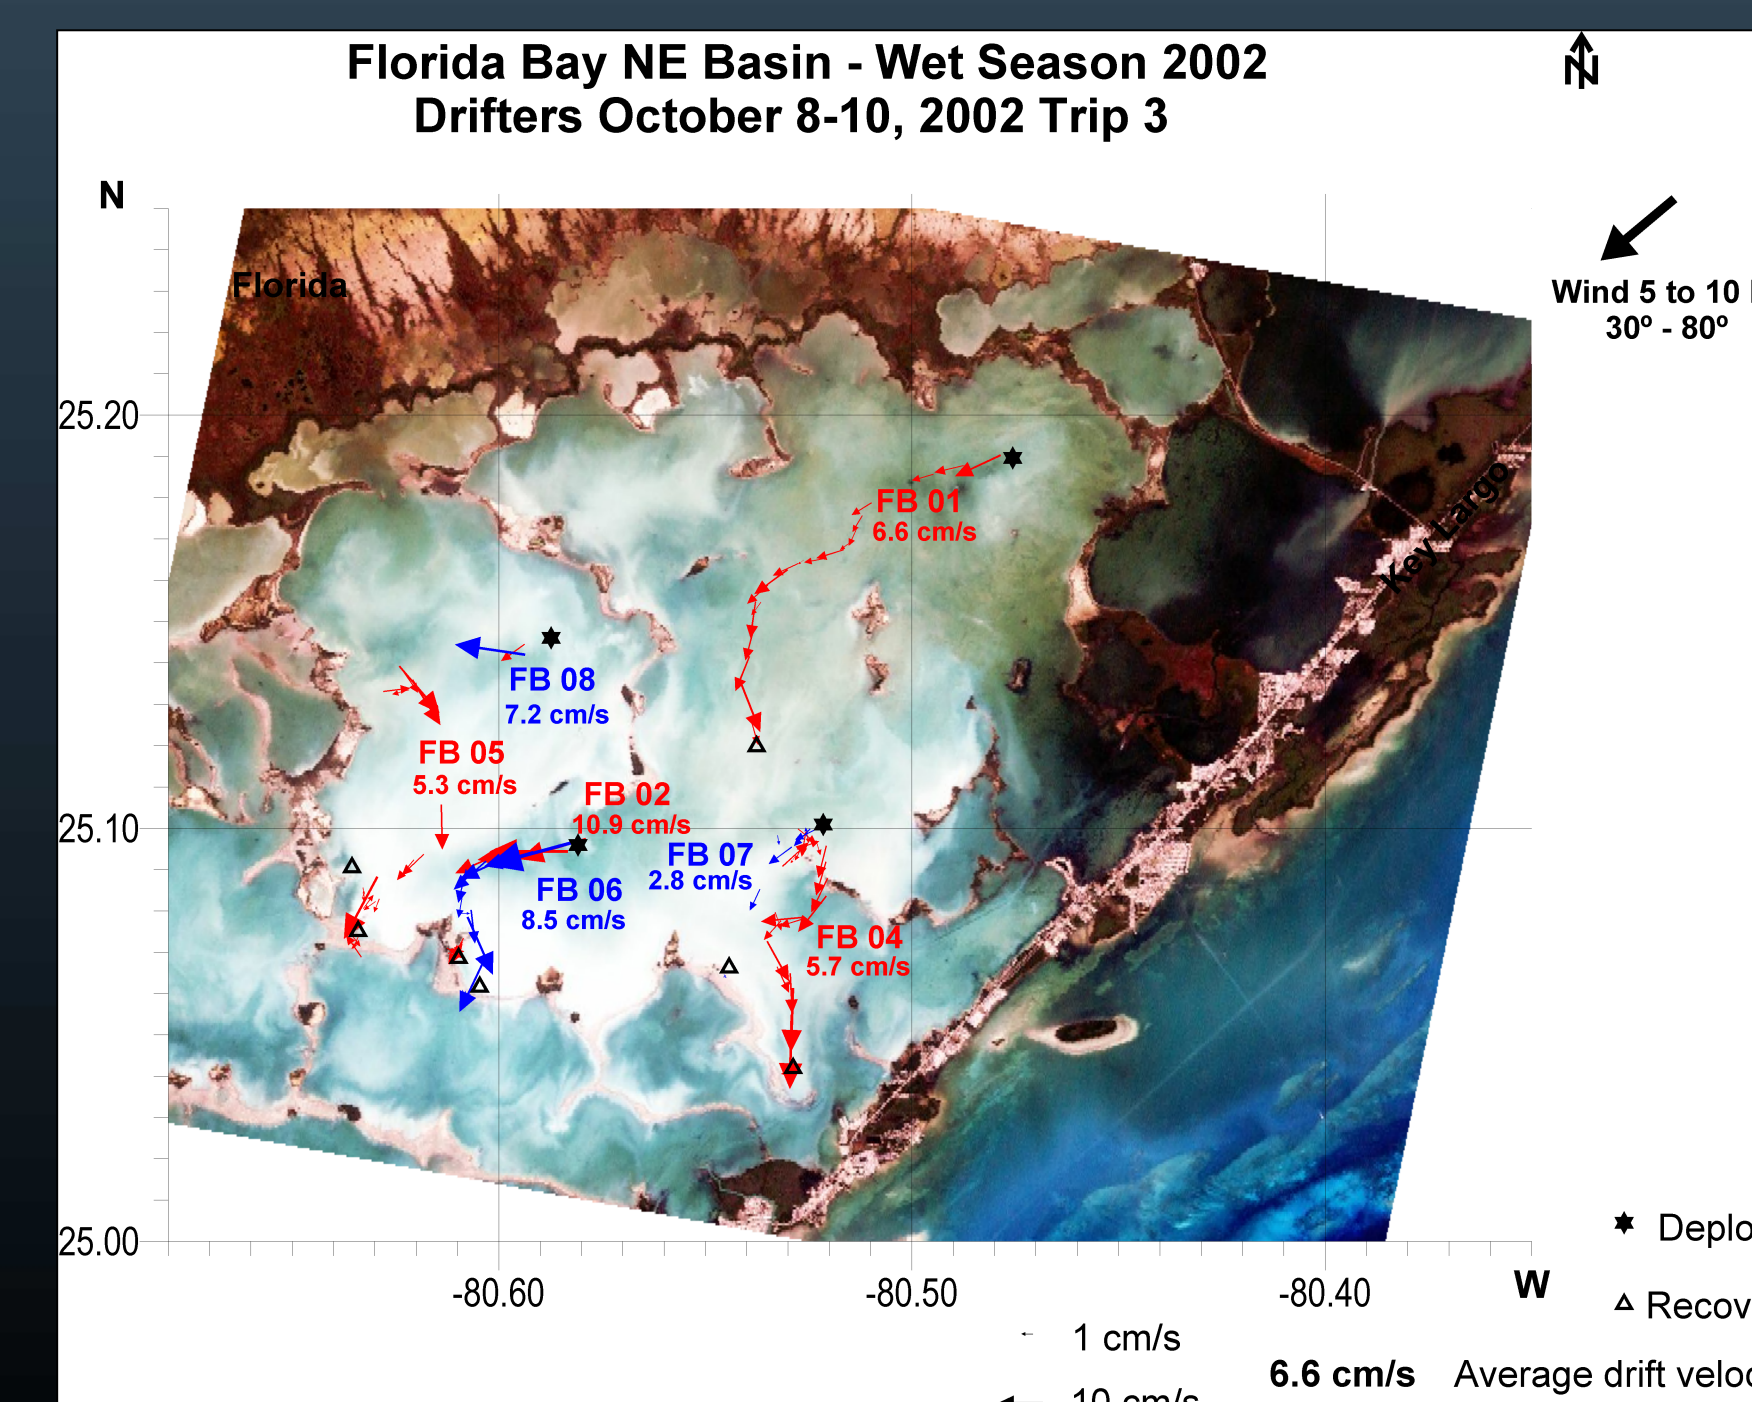 Florida Bay NE Basin - Wet Season 2002
Drifters October 8-10, 2002 Trip 3
N
N
Wind 5 to 10
30º - 80º
Florida
Key Largo
25.20
25.10
25.00
FB 01
6.6 cm/s
FB 08
7.2 cm/s
FB 05
5.3 cm/s
FB 02
10.9 cm/s
FB 07
2.8 cm/s
FB 06
8.5 cm/s
FB 04
5.7 cm/s
-80.60
-80.50
-80.40
W
Deplo
Recov
1 cm/s
10 cm/s
6.6 cm/s Average drift veloc